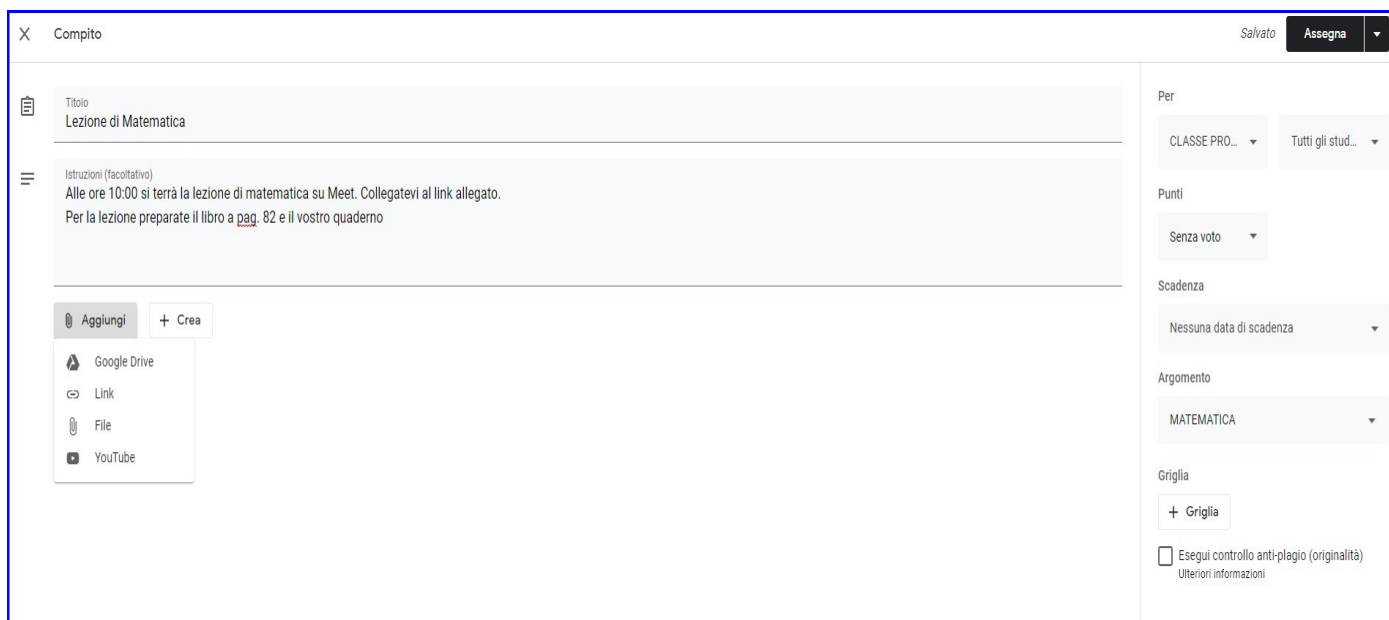 Compito
Salvato
Assegna
Titolo
Lezione di Matematica
Istruzioni (facoltativo)
Alle ore 10:00 si terrà la lezione di matematica su Meet. Collegatevi al link allegato.
Per la lezione preparate il libro a pag. 82 e il vostro quaderno
Aggiungi
+ Crea
Google Drive
Link
File
YouTube
Per
CLASSE PRO...
Tutti gli stud...
Punti
Senza voto
Scadenza
Nessuna data di scadenza
Argomento
MATEMATICA
Griglia
+ Griglia
Esegui controllo anti-plagio (originalità)
Ulteriori informazioni